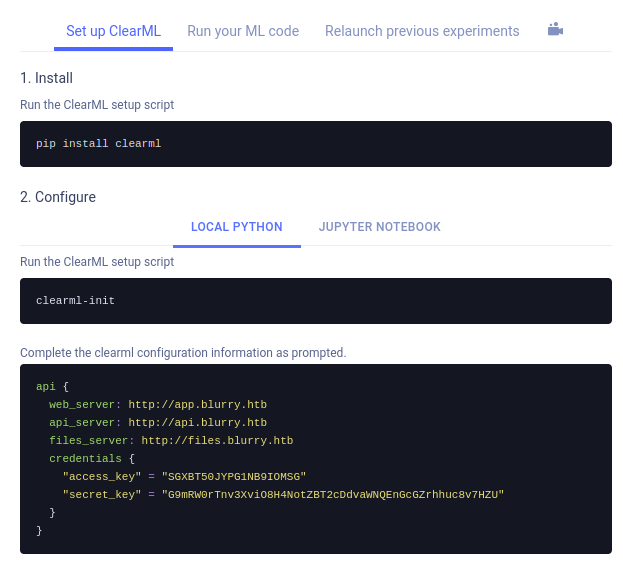 Set up ClearML Run your ML code Relaunch previous experiments
1. Install
Run the ClearML setup script
pip install clearml
2. Configure
LOCAL PYTHON JUPYTER NOTEBOOK
Run the ClearML setup script
clearml-init
Complete the clearml configuration information as prompted.
api {
web_server: http://app.blurry.htb
api_server: http://api.blurry.htb
files_server: http://files.blurry.htb
credentials {
"access_key" = "SGXBT50JYPG1NB9IOMSG"
"secret_key" = "G9mRW0rTnv3XviO8H4NotZBT2cDdvaWNQEnGcGZrhhuc8v7HZU"
}
}